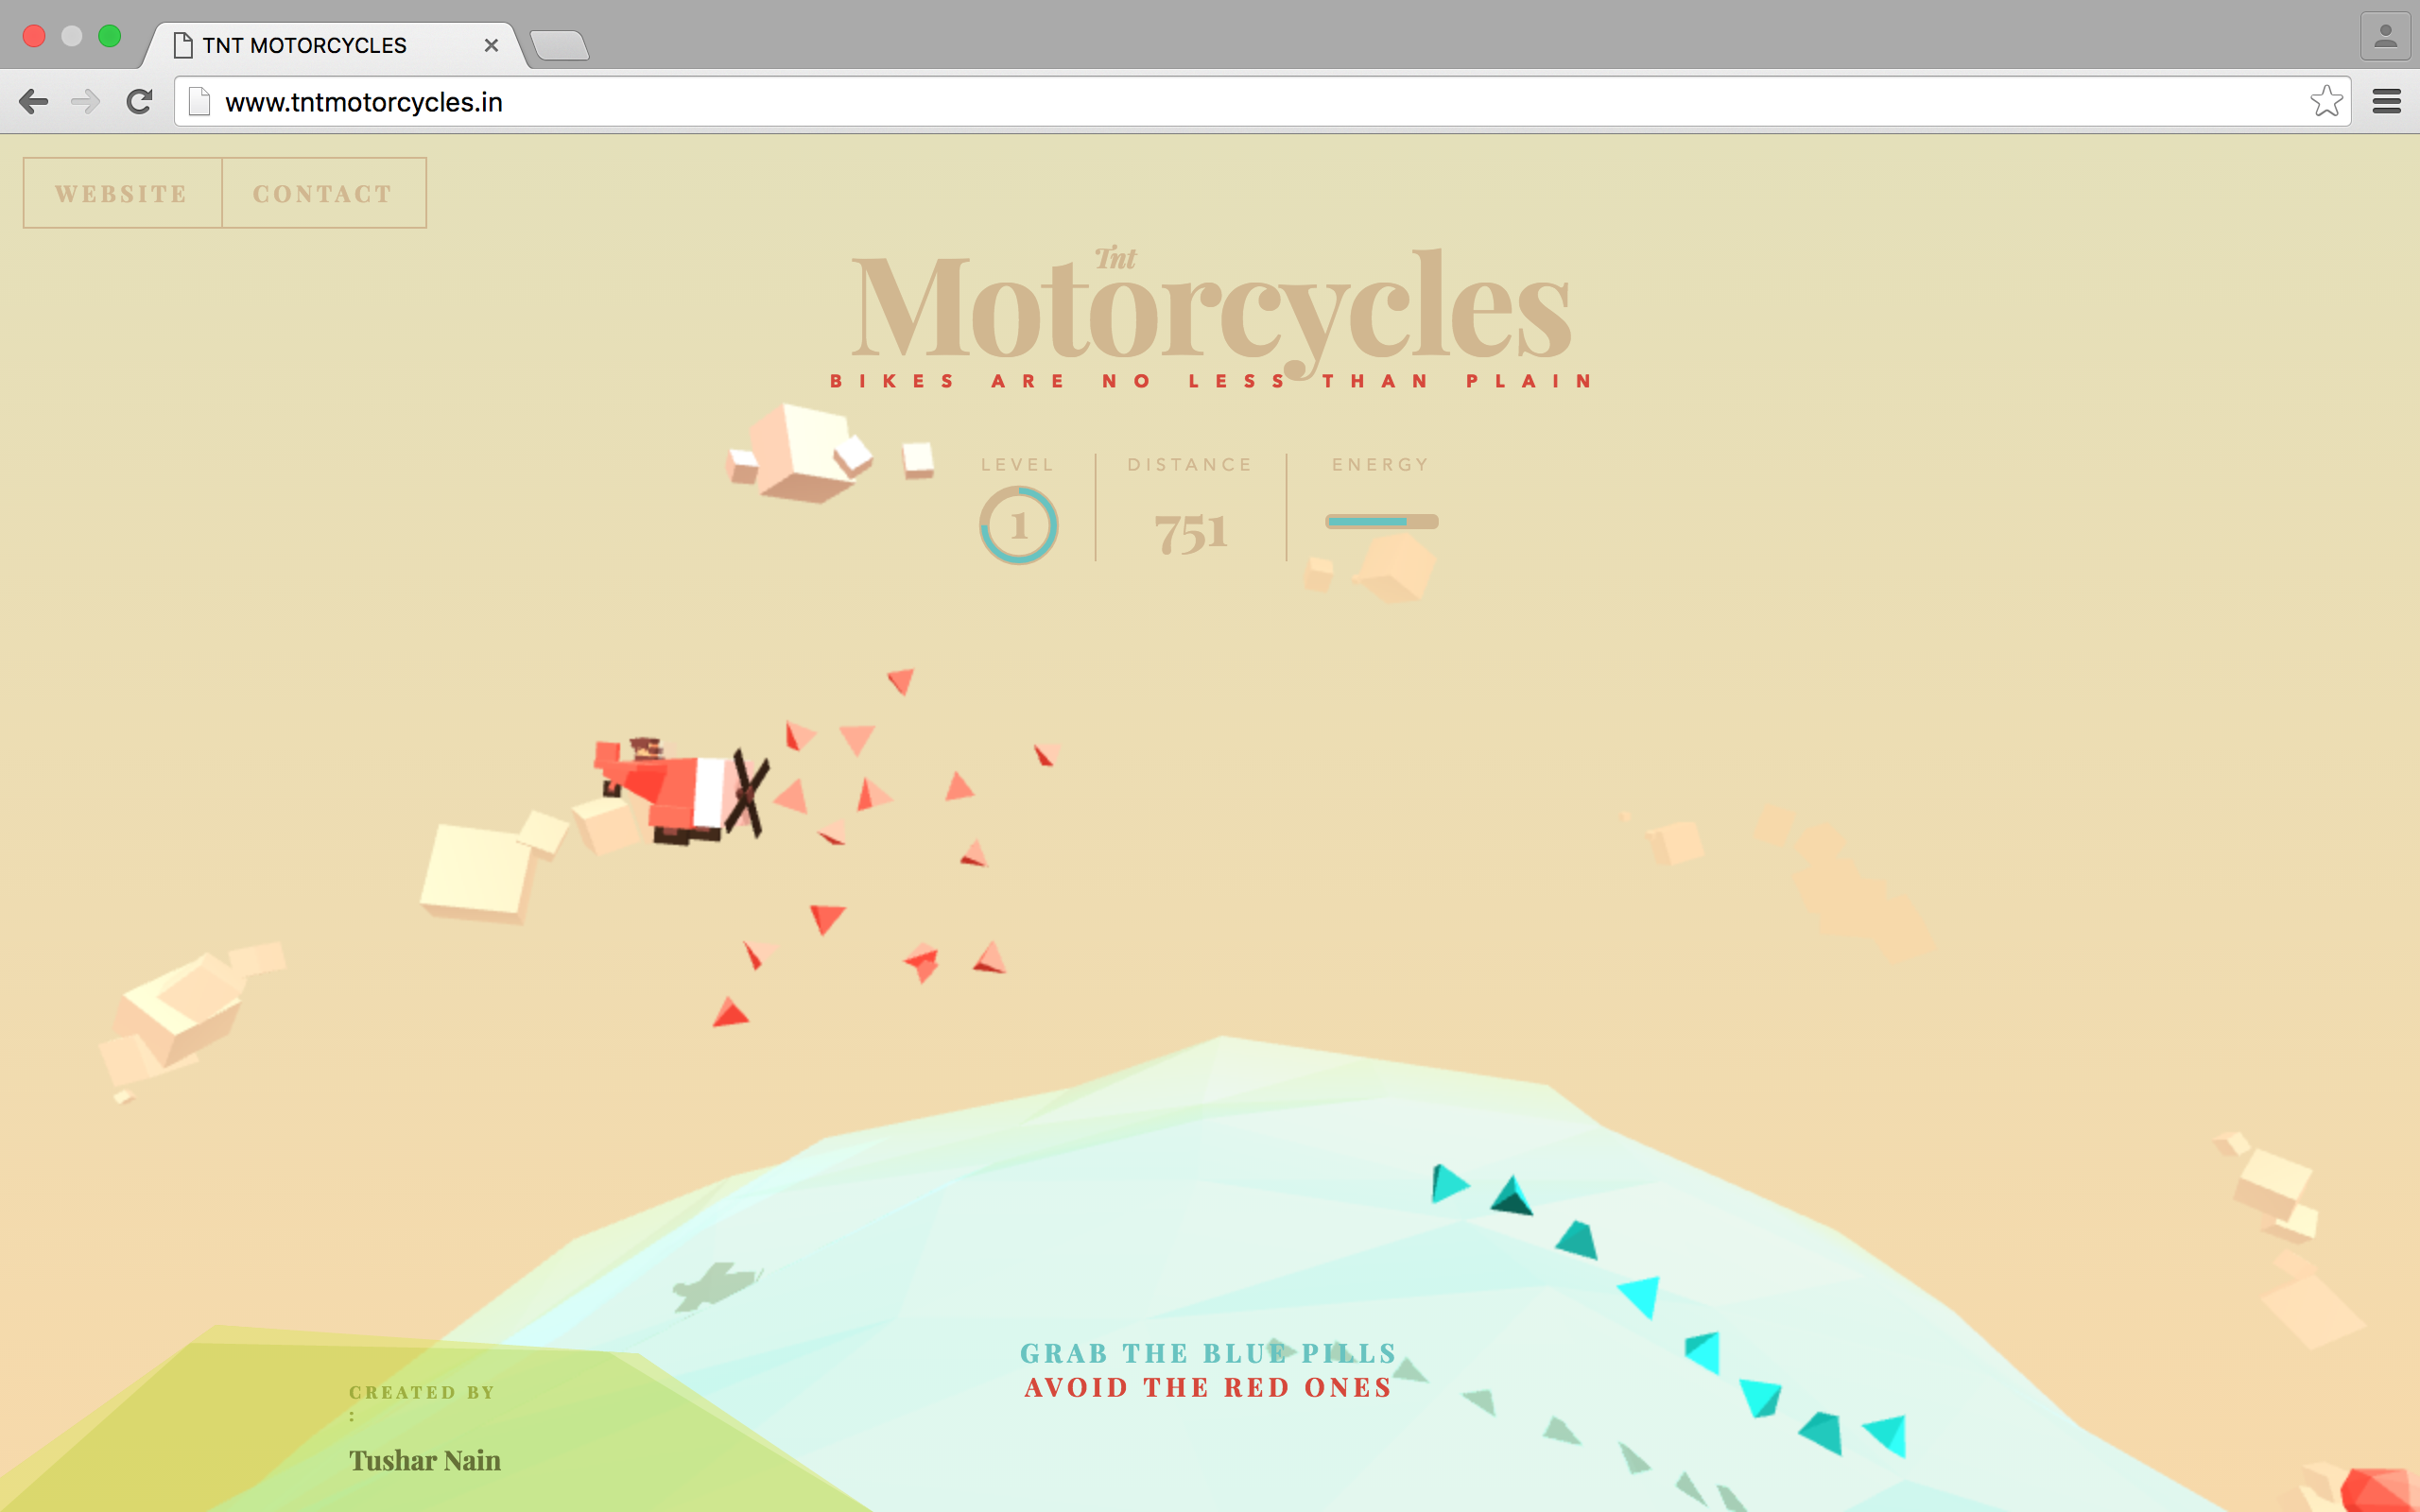 TNT MOTORCYCLES
www.tntmotorcycles.in
WEBSITE CONTACT
Tnt
Motorcycles
BIKES ARE NO LESS THAN PLAIN
LEVEL DISTANCE ENERGY
1 751
GRAB THE BLUE PILLS
AVOID THE RED ONES
CREATED BY
:
Tushar Nain